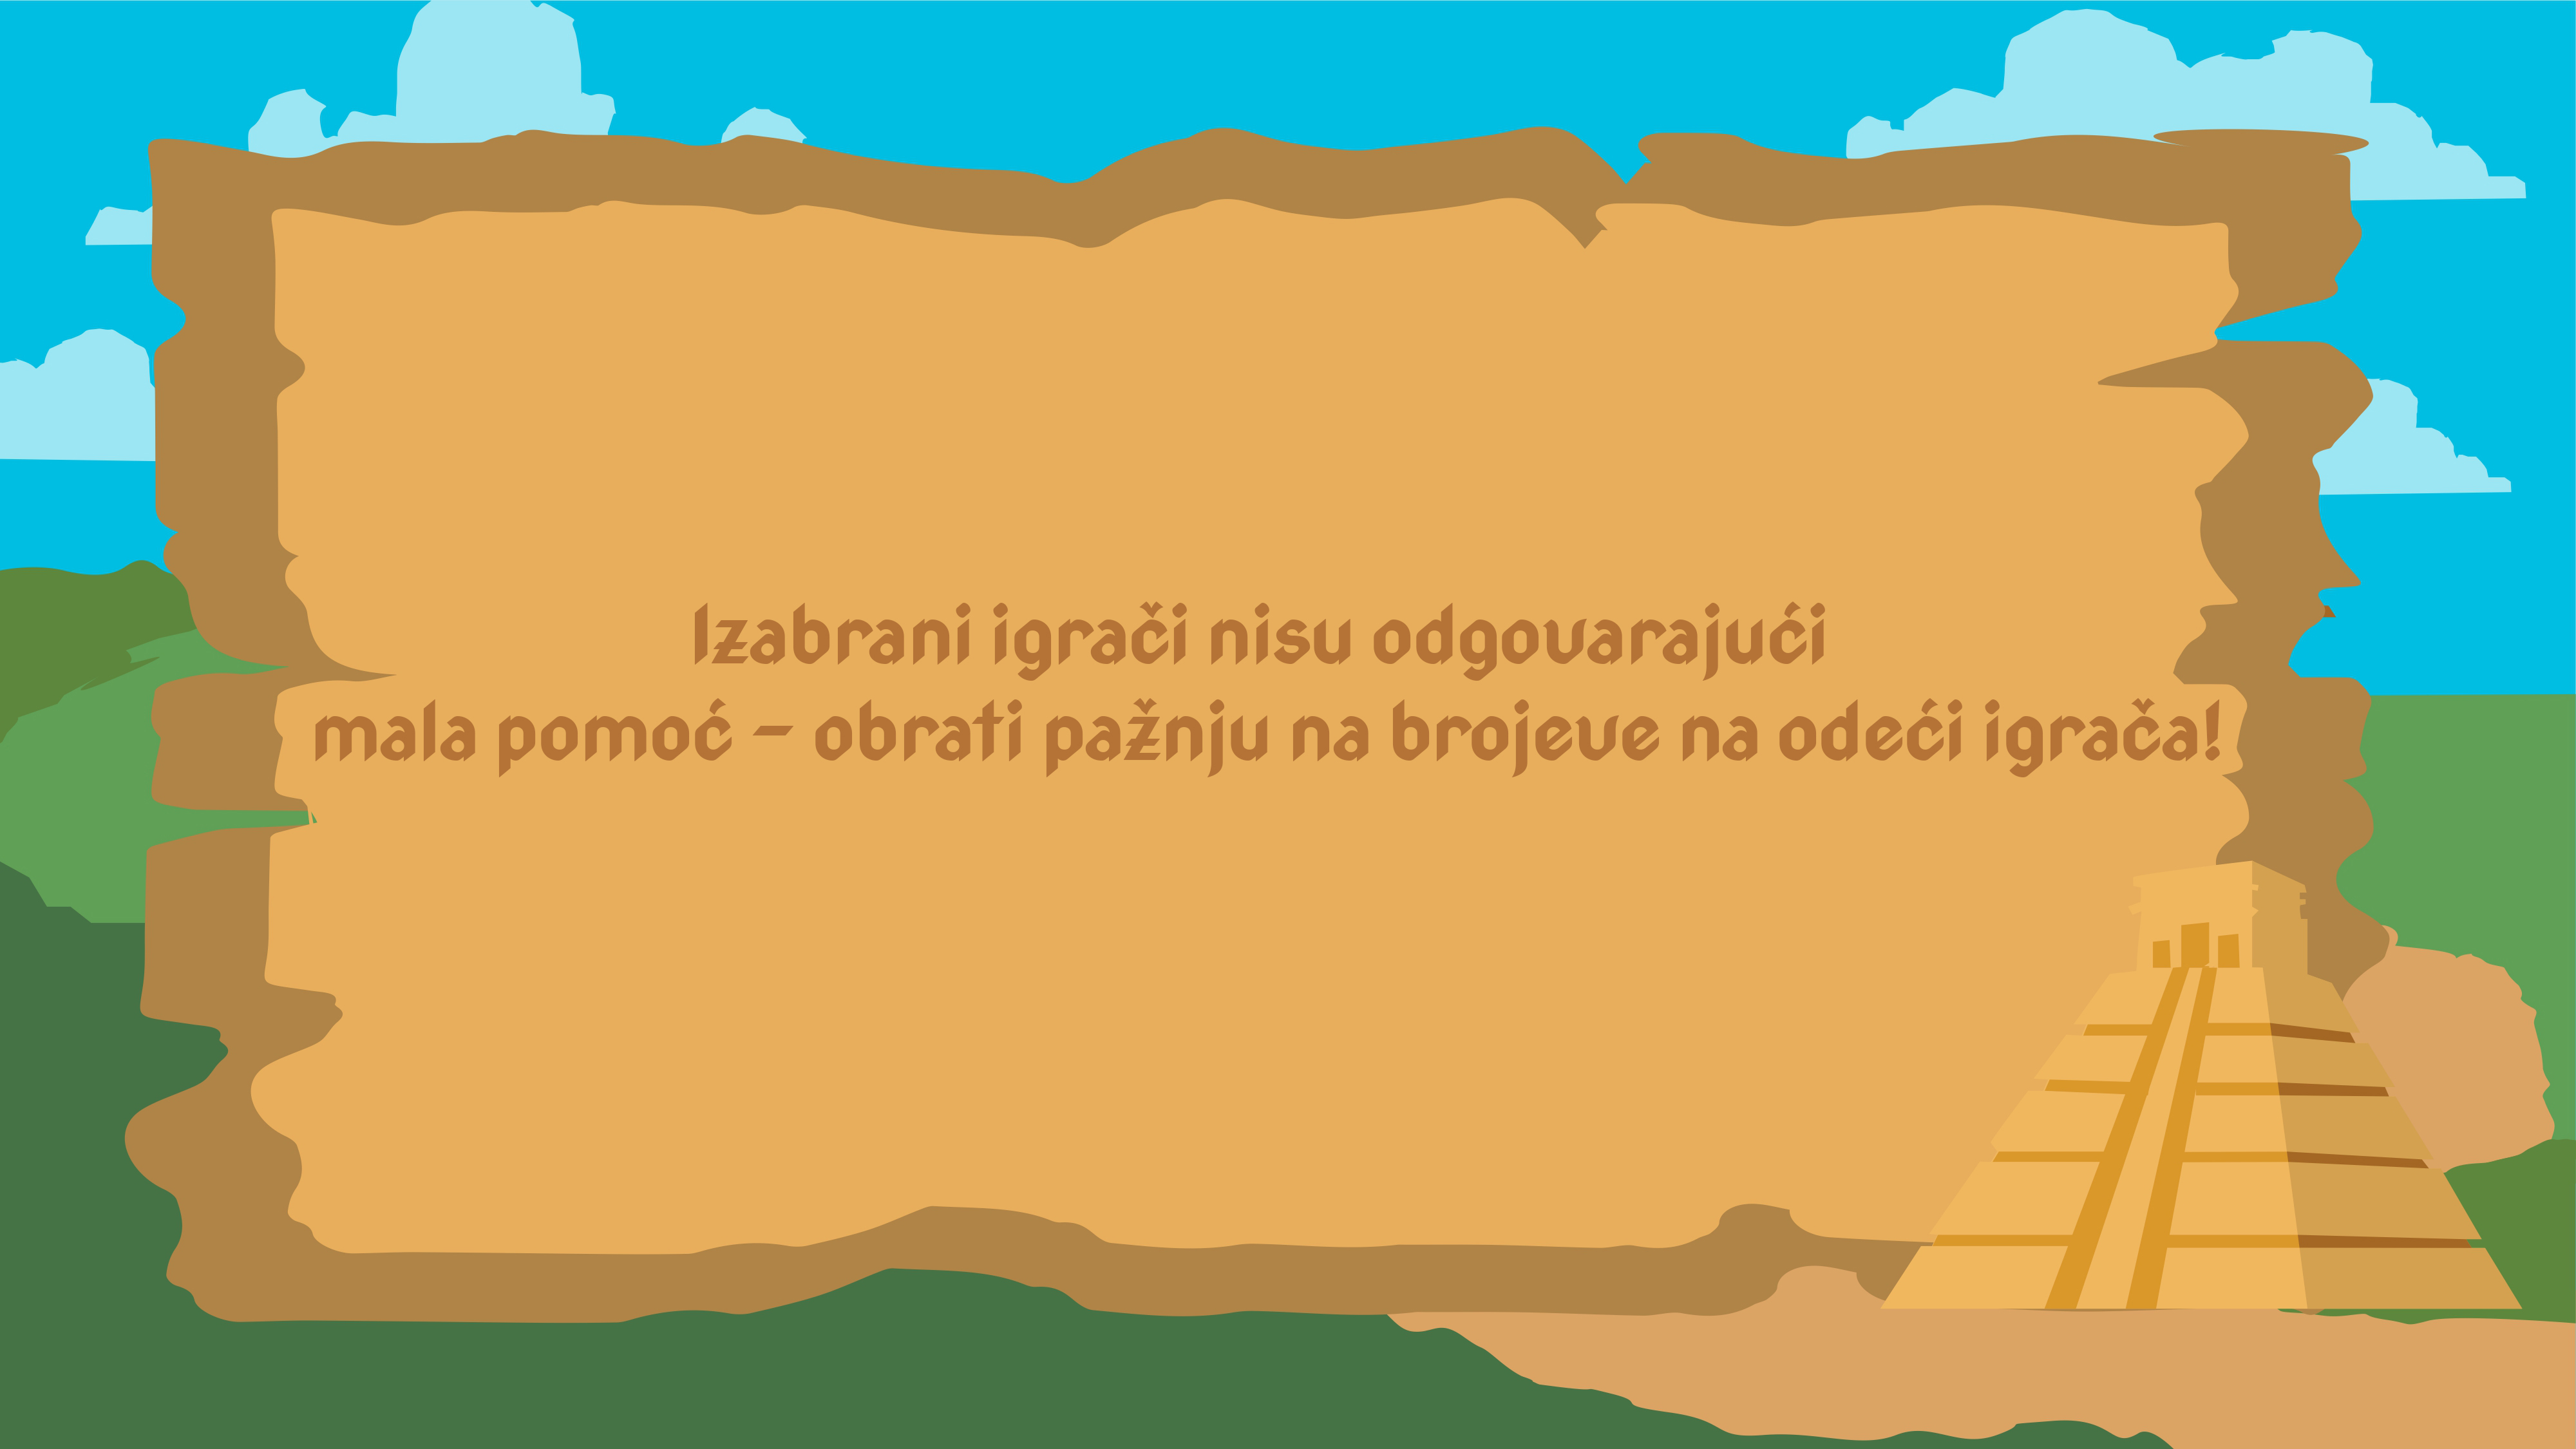 Izabrani igrači nisu odgovarajući
mala pomoć – obrati pažnju na brojeve na odeći igrača!